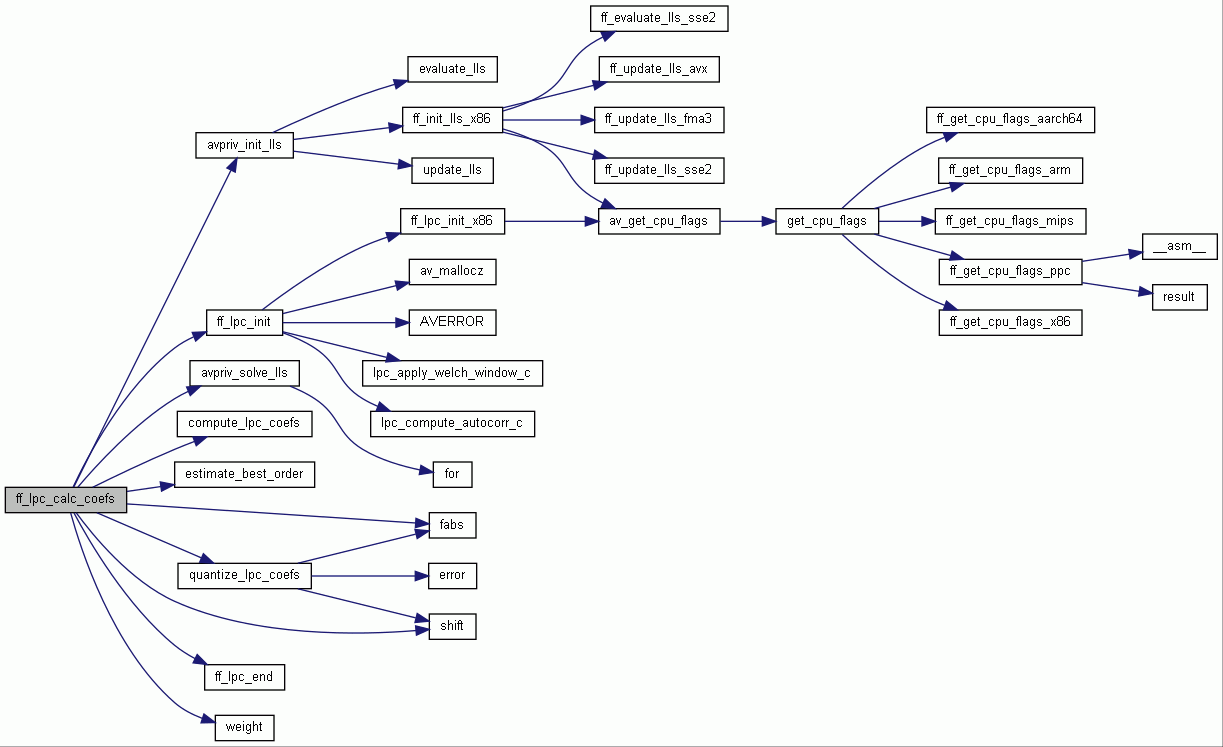 ff_evaluate_lls_sse2
evaluate_lls
ff_update_lls_avx
ff_init_lls_x86
ff_update_lls_fma3
ff_get_cpu_flags_aarch64
avpriv_init_lls
update_lls
ff_update_lls_sse2
ff_get_cpu_flags_arm
ff_lpc_init_x86
av_get_cpu_flags
get_cpu_flags
ff_get_cpu_flags_mips
__asm__
av_mallocz
ff_get_cpu_flags_ppc
result
ff_lpc_init
AVERROR
ff_get_cpu_flags_x86
avpriv_solve_lls
lpc_apply_welch_window_c
compute_lpc_coefs
lpc_compute_autocorr_c
estimate_best_order
for
ff_lpc_calc_coefs
fabs
quantize_lpc_coefs
error
shift
ff_lpc_end
weight